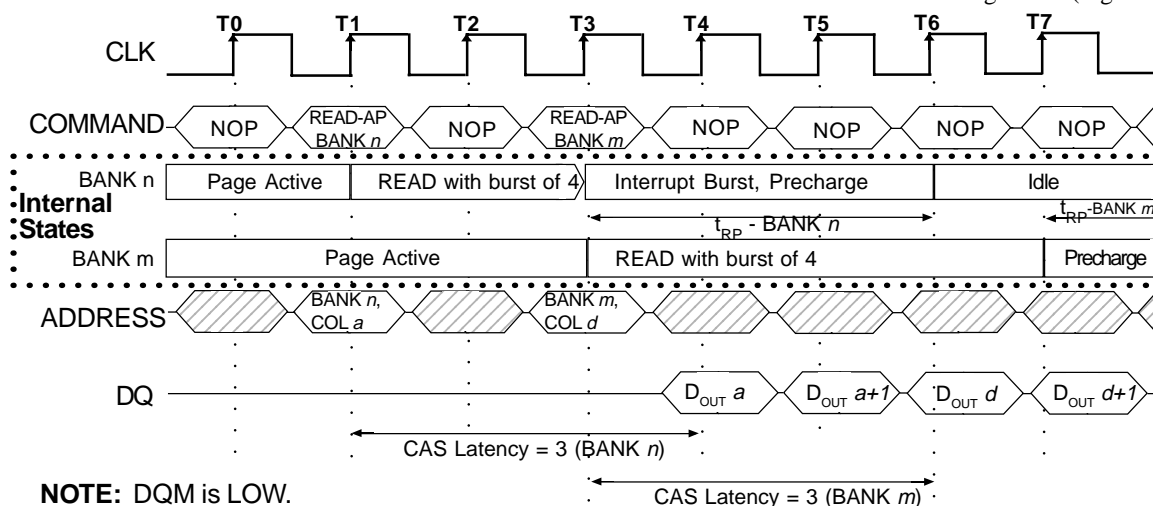 T0 T1 T2 T3 T4 T5 T6 T7
CLK
COMMAND NOP READ-AP BANK n NOP READ-AP BANK m NOP NOP NOP NOP
Internal States
BANK n Page Active READ with burst of 4 Interrupt Burst, Precharge Idle
tRP - BANK n tRP-BANK m
BANK m Page Active READ with burst of 4 Precharge
ADDRESS BANK n, COL a BANK m, COL d
DQ DOUT a DOUT a+1 DOUT d DOUT d+1
CAS Latency = 3 (BANK n)
NOTE: DQM is LOW.
CAS Latency = 3 (BANK m)